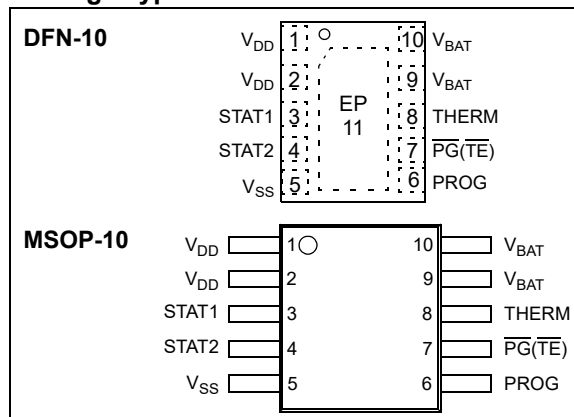 DFN-10
VDD 1 10 VBAT
VDD 2 9 VBAT
EP
STAT1 3 8 THERM
11
STAT2 4 7 PG(TE)
VSS 5 6 PROG
MSOP-10
VDD 1 10 VBAT
VDD 2 9 VBAT
STAT1 3 8 THERM
STAT2 4 7 PG(TE)
VSS 5 6 PROG